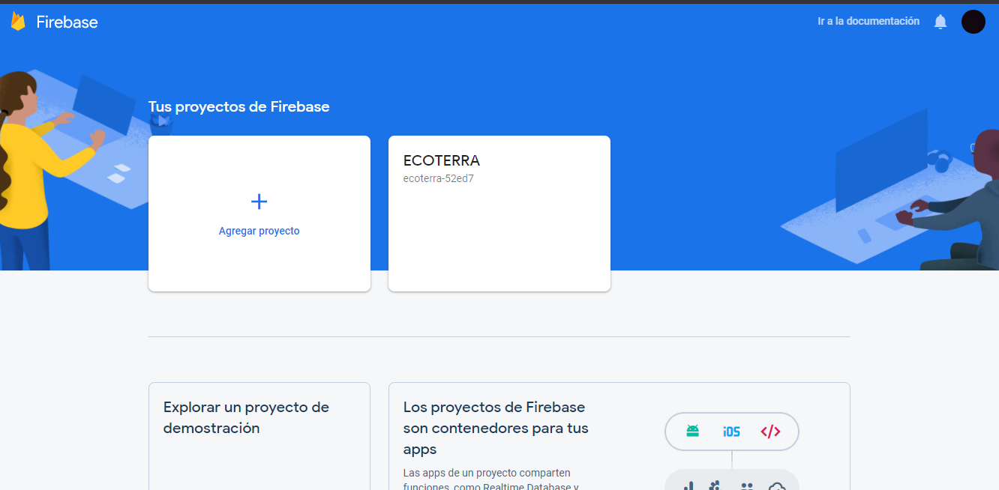 Firebase
Ir a la documentación
Tus proyectos de Firebase
Agregar proyecto
ECOTERRA
ecoterra-52ed7
Explorar un proyecto de
demostración
Los proyectos de Firebase
son contenedores para tus
apps
Las apps de un proyecto comparten
funciones, como Realtime Database y
iOS